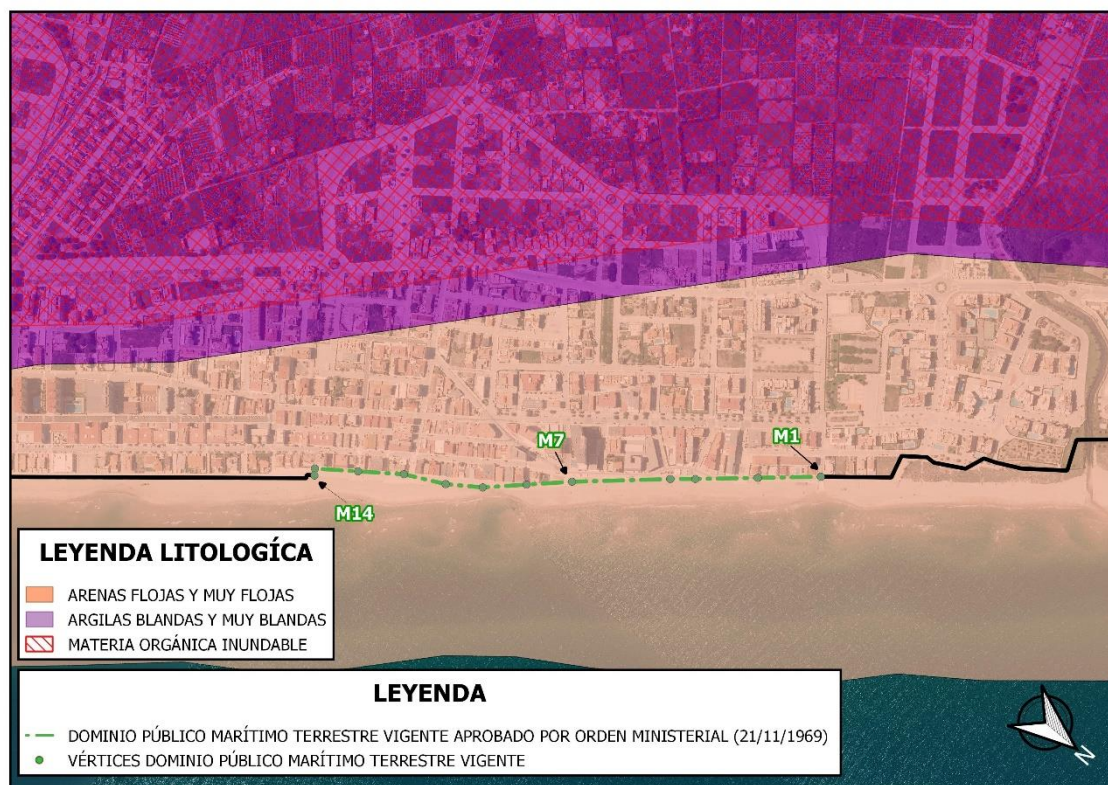 M7
M1
M14
LEYENDA LITOLOGÍCA
ARENAS FLOJAS Y MUY FLOJAS
ARGILAS BLANDAS Y MUY BLANDAS
MATERIA ORGÁNICA INUNDABLE
LEYENDA
DOMINIO PÚBLICO MARÍTIMO TERRESTRE VIGENTE APROBADO POR ORDEN MINISTERIAL (21/11/1969)
VÉRTICES DOMINIO PÚBLICO MARÍTIMO TERRESTRE VIGENTE
N